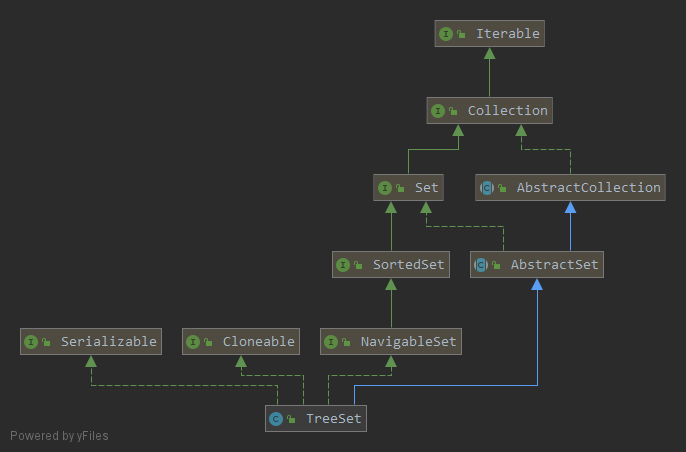 I Iterable
I Collection
I Set
C AbstractCollection
I SortedSet
C AbstractSet
I Serializable
I Cloneable
I NavigableSet
C TreeSet
Powered by yFiles